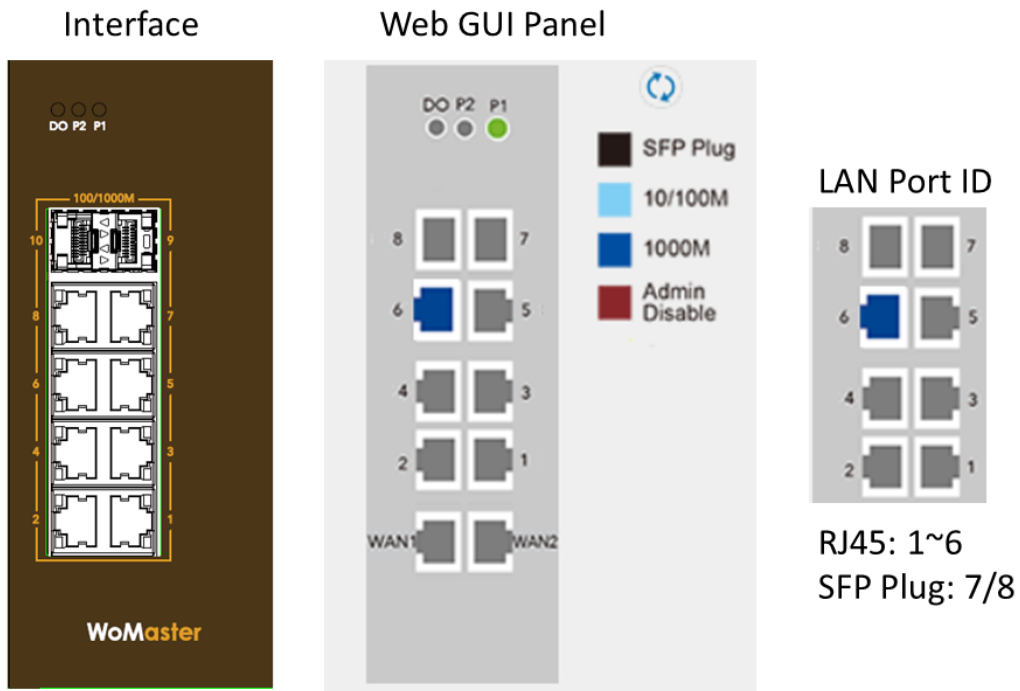 Interface
DO P2 P1
100/1000M
10 9
8 7
6 5
4 3
2 1
WoMaster
Web GUI Panel
DO P2 P1
8 7
6 5
4 3
2 1
WAN1 WAN2
SFP Plug
10/100M
1000M
Admin
Disable
LAN Port ID
8 7
6 5
4 3
2 1
RJ45: 1~6
SFP Plug: 7/8